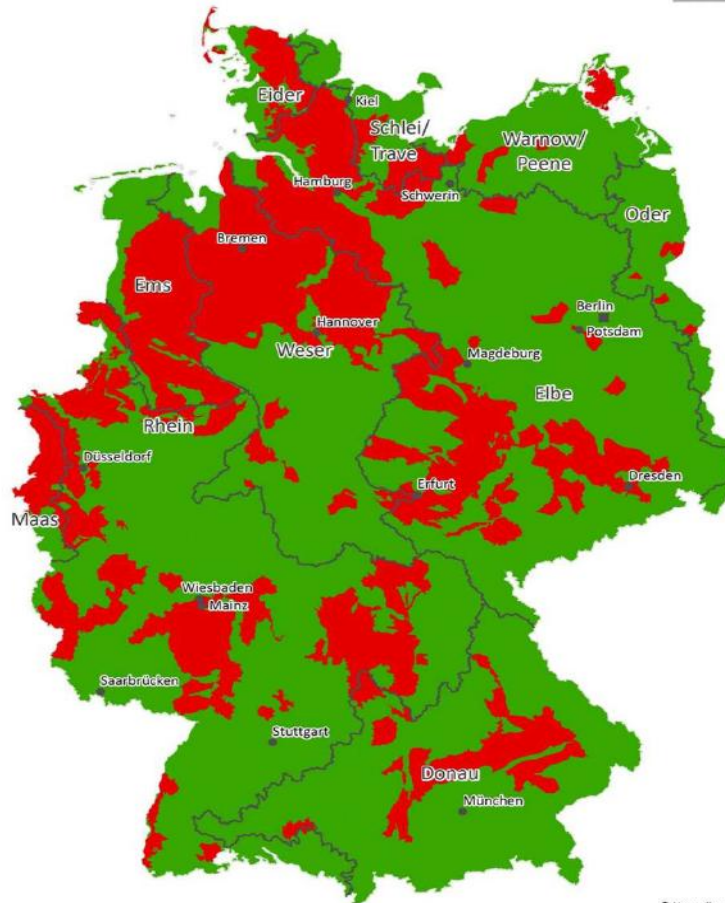 Eider
Kiel
Schlei/
Trave
Warnow/
Peene
Hamburg
Schwerin
Oder
Bremen
Ems
Berlin
Hannover
Potsdam
Weser
Magdeburg
Elbe
Rhein
Düsseldorf
Dresden
Erfurt
Maas
Wiesbaden
Mainz
Saarbrücken
Stuttgart
Donau
München